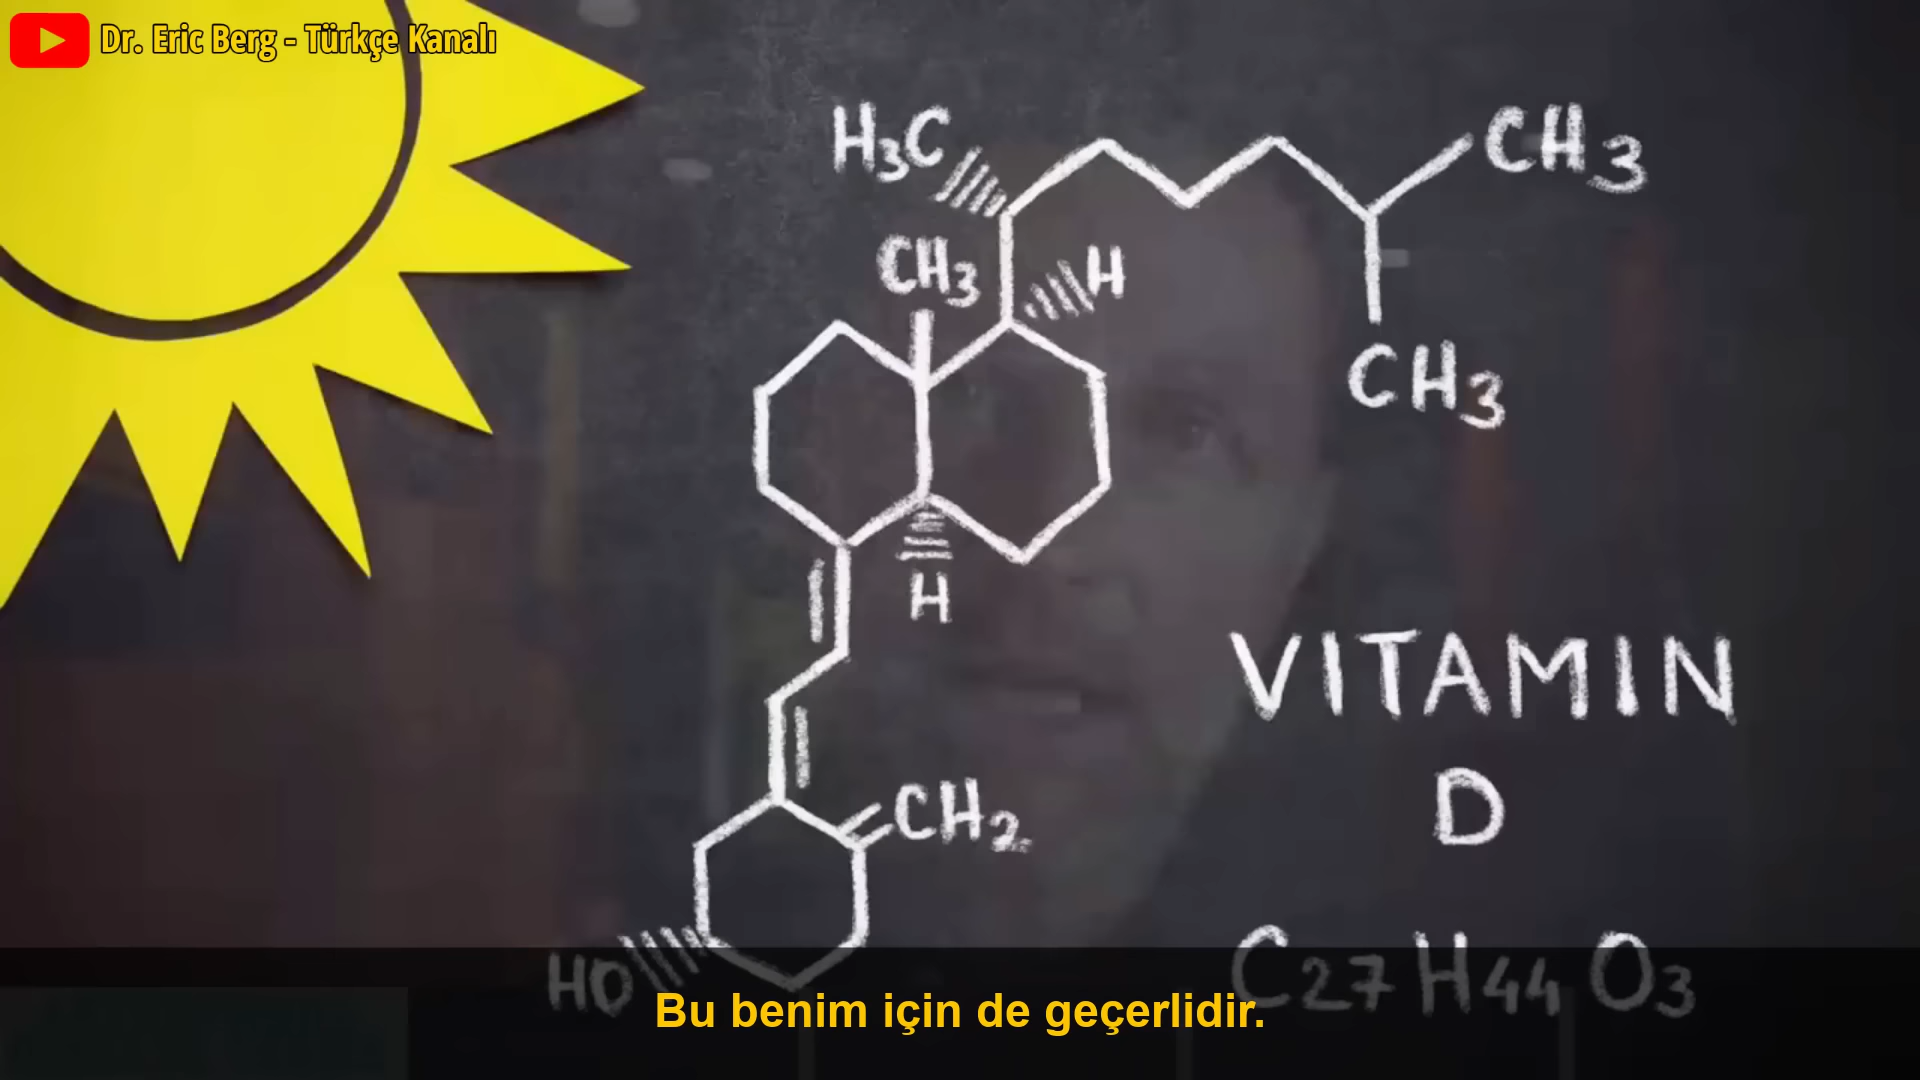 Dr. Eric Berg - Türkçe Kanalı
H3C
CH3
CH3
H
CH3
H
VITAMIN
D
CH2
HO
C27H44O3
Bu benim için de geçerlidir.